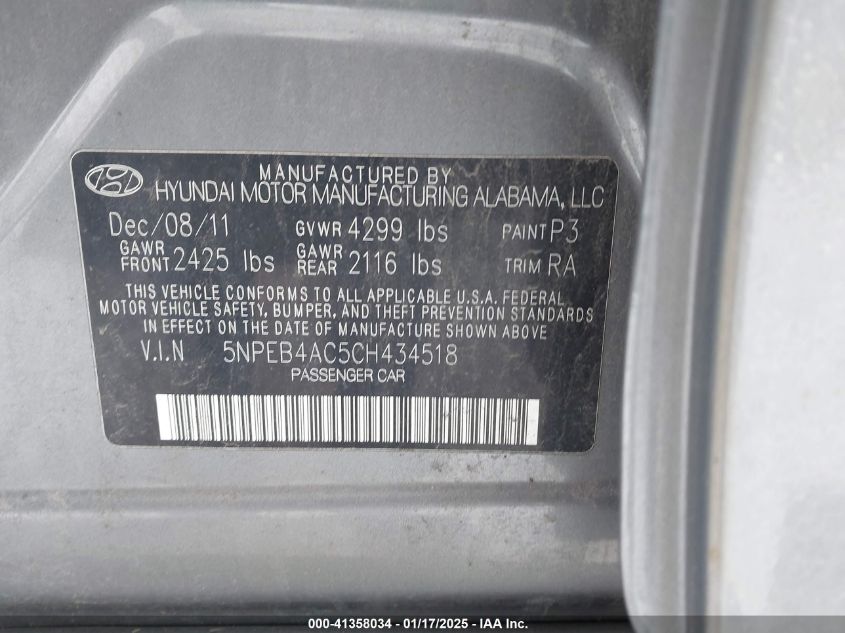 MANUFACTURED BY
HYUNDAI MOTOR MANUFACTURING ALABAMA, LLC
Dec/08/11 GVWR 4299 lbs PAINT P3
GAWR FRONT 2425 lbs GAWR REAR 2116 lbs TRIM RA
THIS VEHICLE CONFORMS TO ALL APPLICABLE U.S.A. FEDERAL
MOTOR VEHICLE SAFETY, BUMPER, AND THEFT PREVENTION STANDARDS
IN EFFECT ON THE DATE OF MANUFACTURE SHOWN ABOVE
V.I.N 5NPEB4AC5CH434518
PASSENGER CAR
000-41358034 - 01/17/2025 - IAA Inc.